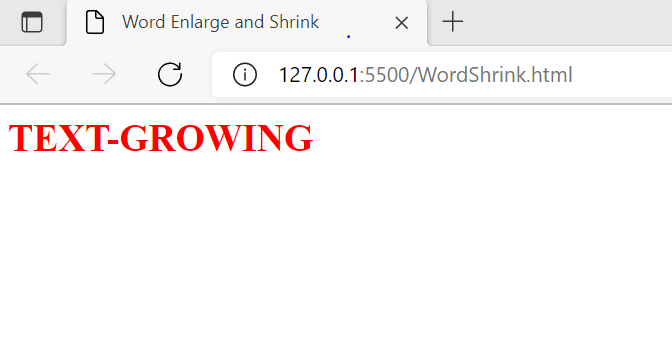 Word Enlarge and Shrink
127.0.0.1:5500/WordShrink.html
TEXT-GROWING